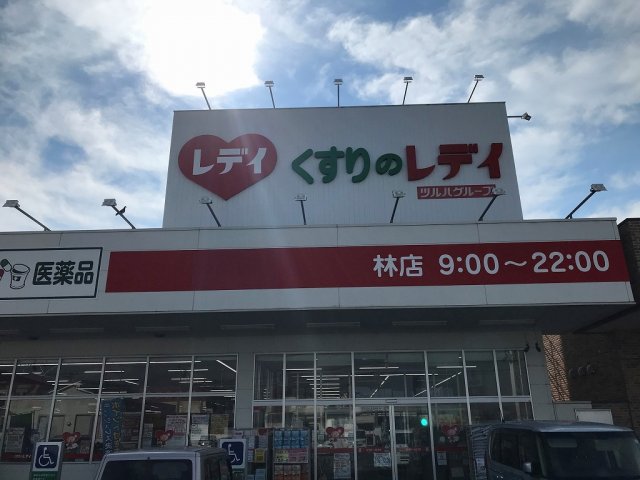 レデイ
くすりのレデイ
ツルハグループ
医薬品
林店 9:00～22:00